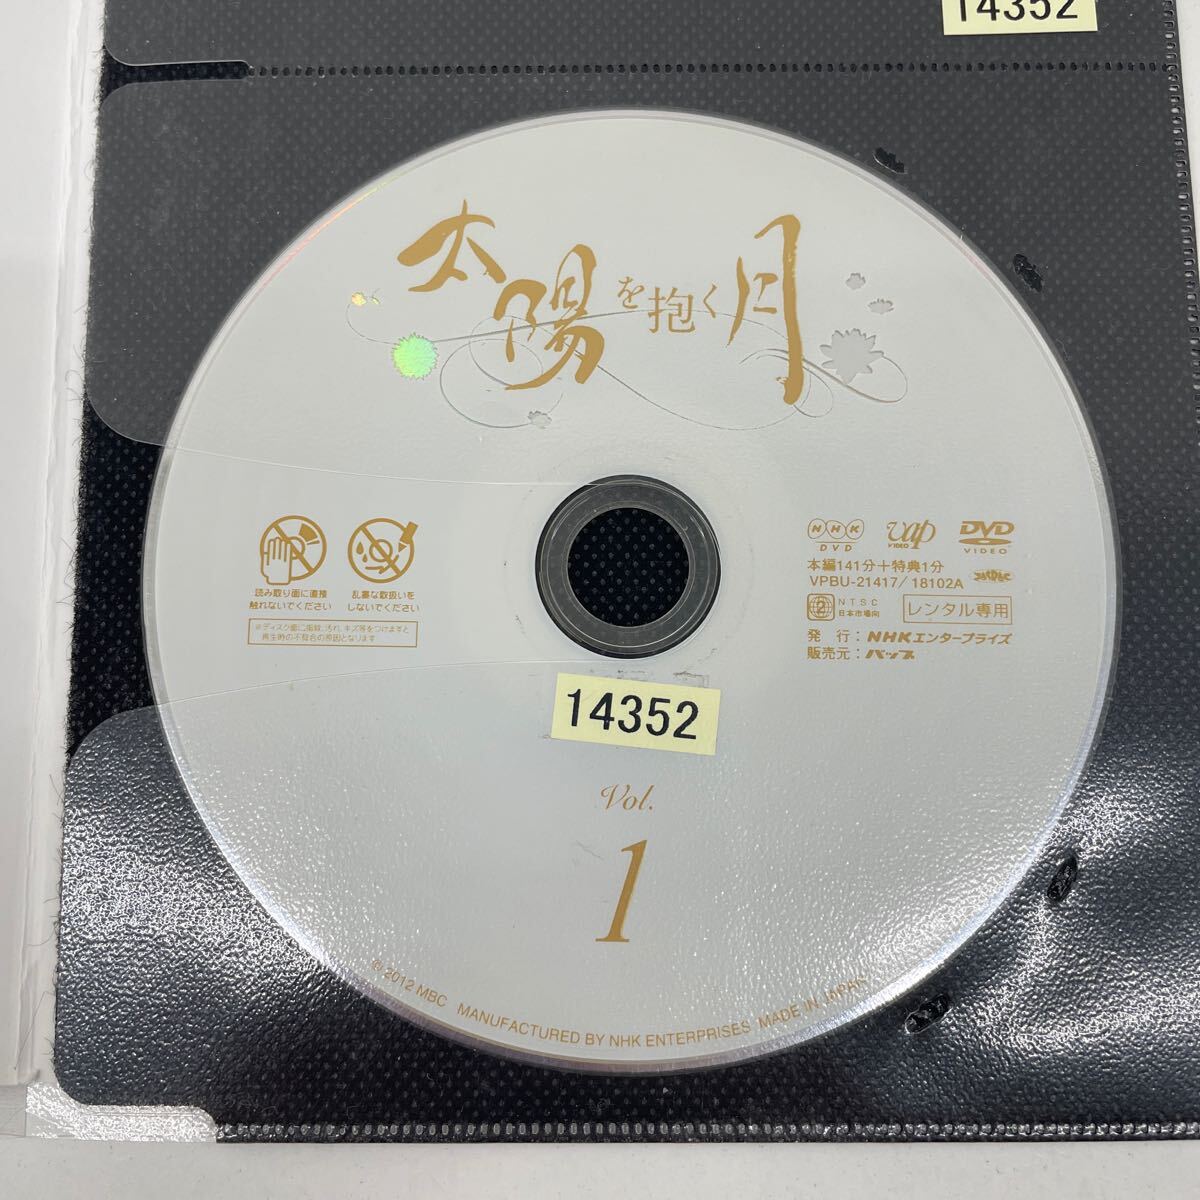 14352
太陽を抱く月
読み取り面に直接
触れないでください
乱暴な取扱いを
しないでください
※ディスク面に指紋、汚れ、キズ等をつけますと
再生時の不具合の原因となります
NHK
DVD
vap
VIDEO
DVD
VIDEO
本編141分+特典1分
VPBU-21417/18102A
2
NTSC
日本市場向
レンタル専用
発 行:NHKエンタープライズ
販売元:バップ
14352
Vol.
1
© 2012 MBC MANUFACTURED BY NHK ENTERPRISES MADE IN JAPAN